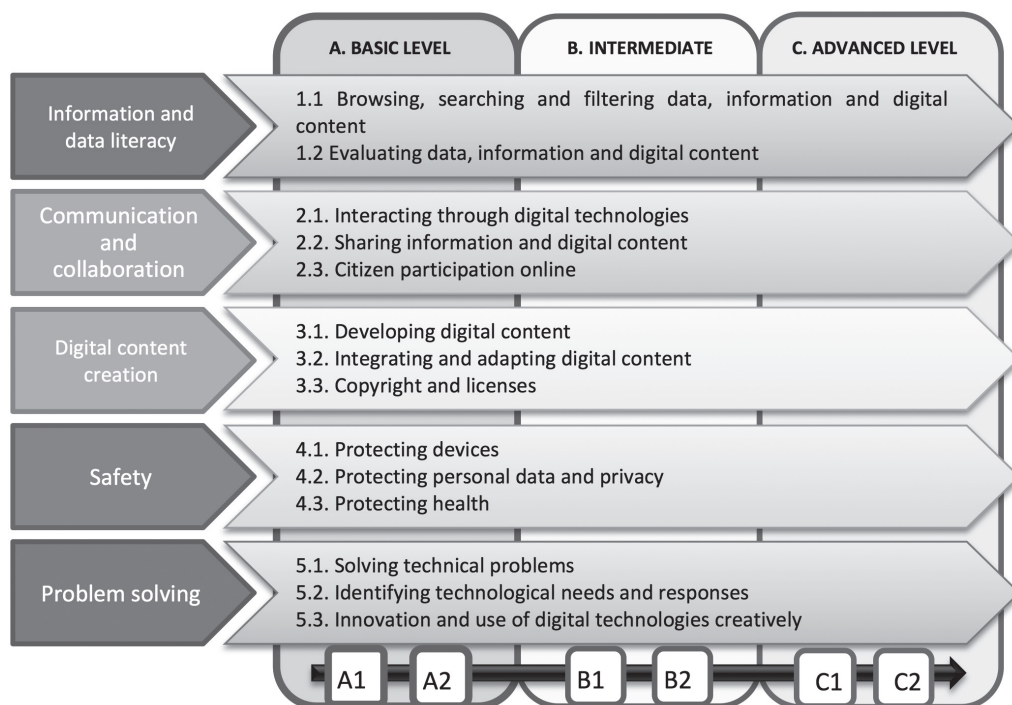 A. BASIC LEVEL
B. INTERMEDIATE
C. ADVANCED LEVEL
Information and
data literacy
1.1 Browsing, searching and filtering data, information and digital
content
1.2 Evaluating data, information and digital content
Communication
and
collaboration
2.1. Interacting through digital technologies
2.2. Sharing information and digital content
2.3. Citizen participation online
Digital content
creation
3.1. Developing digital content
3.2. Integrating and adapting digital content
3.3. Copyright and licenses
Safety
4.1. Protecting devices
4.2. Protecting personal data and privacy
4.3. Protecting health
Problem solving
5.1. Solving technical problems
5.2. Identifying technological needs and responses
5.3. Innovation and use of digital technologies creatively
A1
A2
B1
B2
C1
C2